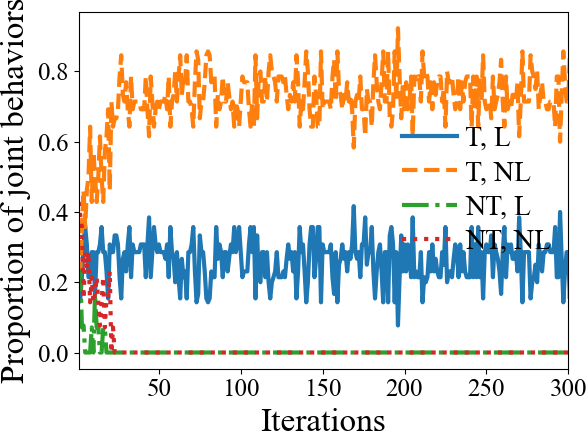 Proportion of joint behaviors
0.8
0.6
0.4
0.2
0.0
T, L
T, NL
NT, L
NT, NL
50
100
150
200
250
300
Iterations